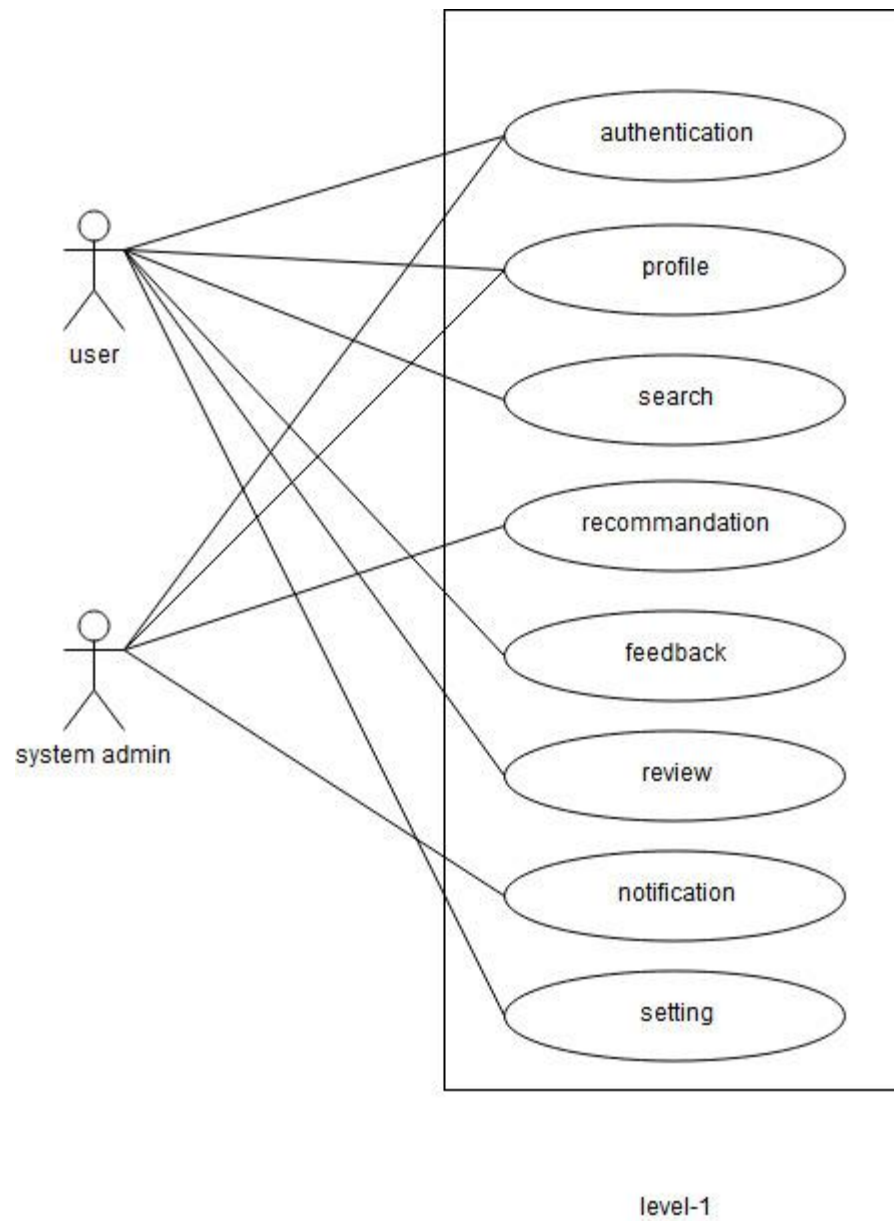 authentication
profile
user
search
recommandation
feedback
system admin
review
notification
setting
level-1